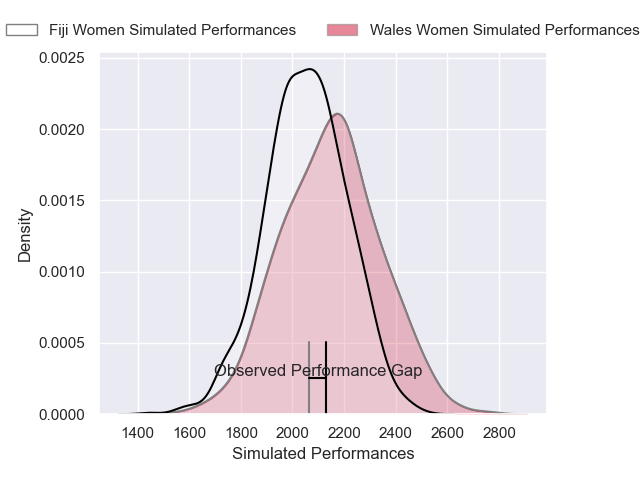 Fiji Women Simulated Performances Wales Women Simulated Performances
0.0025
0.0020
0.0015
0.0010
0.0005
0.0000
Density
Observed Performance Gap
1400 1600 1800 2000 2200 2400 2600 2800
Simulated Performances